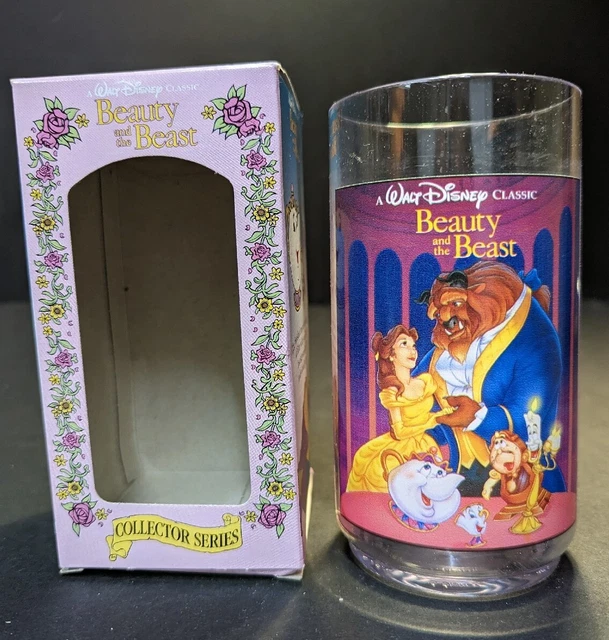 A WALT DISNEY CLASSIC
Beauty
and the Beast
COLLECTOR SERIES
A WALT DISNEY CLASSIC
Beauty
and the Beast